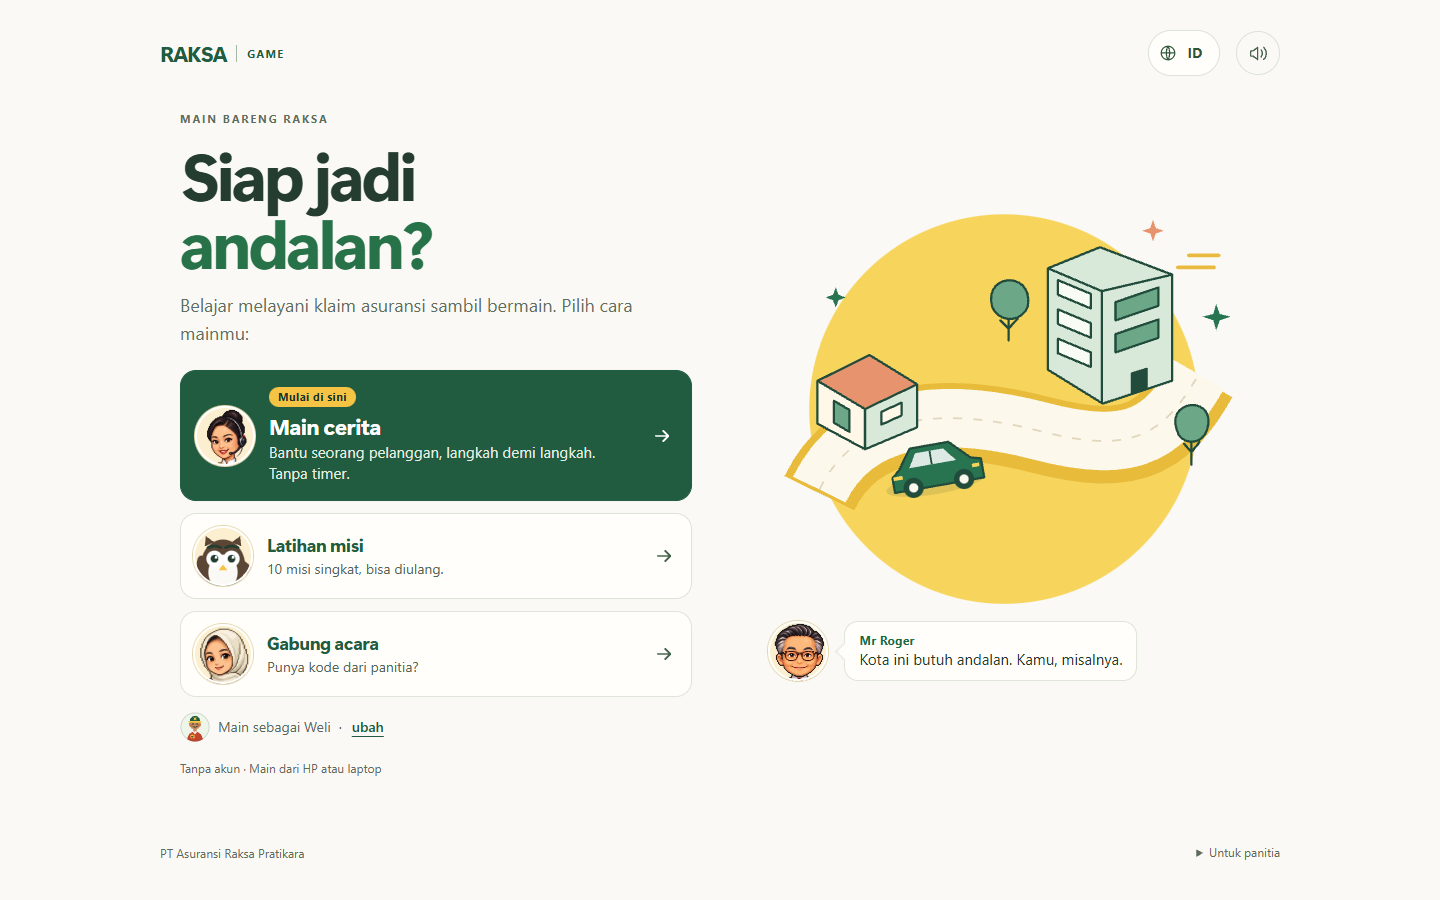 RAKSA | GAME
ID
MAIN BARENG RAKSA
Siap jadi
andalan?
Belajar melayani klaim asuransi sambil bermain. Pilih cara
mainmu:
Mulai di sini
Main cerita
Bantu seorang pelanggan, langkah demi langkah.
Tanpa timer.
Latihan misi
10 misi singkat, bisa diulang.
Gabung acara
Punya kode dari panitia?
Main sebagai Weli · ubah
Tanpa akun · Main dari HP atau laptop
Mr Roger
Kota ini butuh andalan. Kamu, misalnya.
PT Asuransi Raksa Pratikara
Untuk panitia